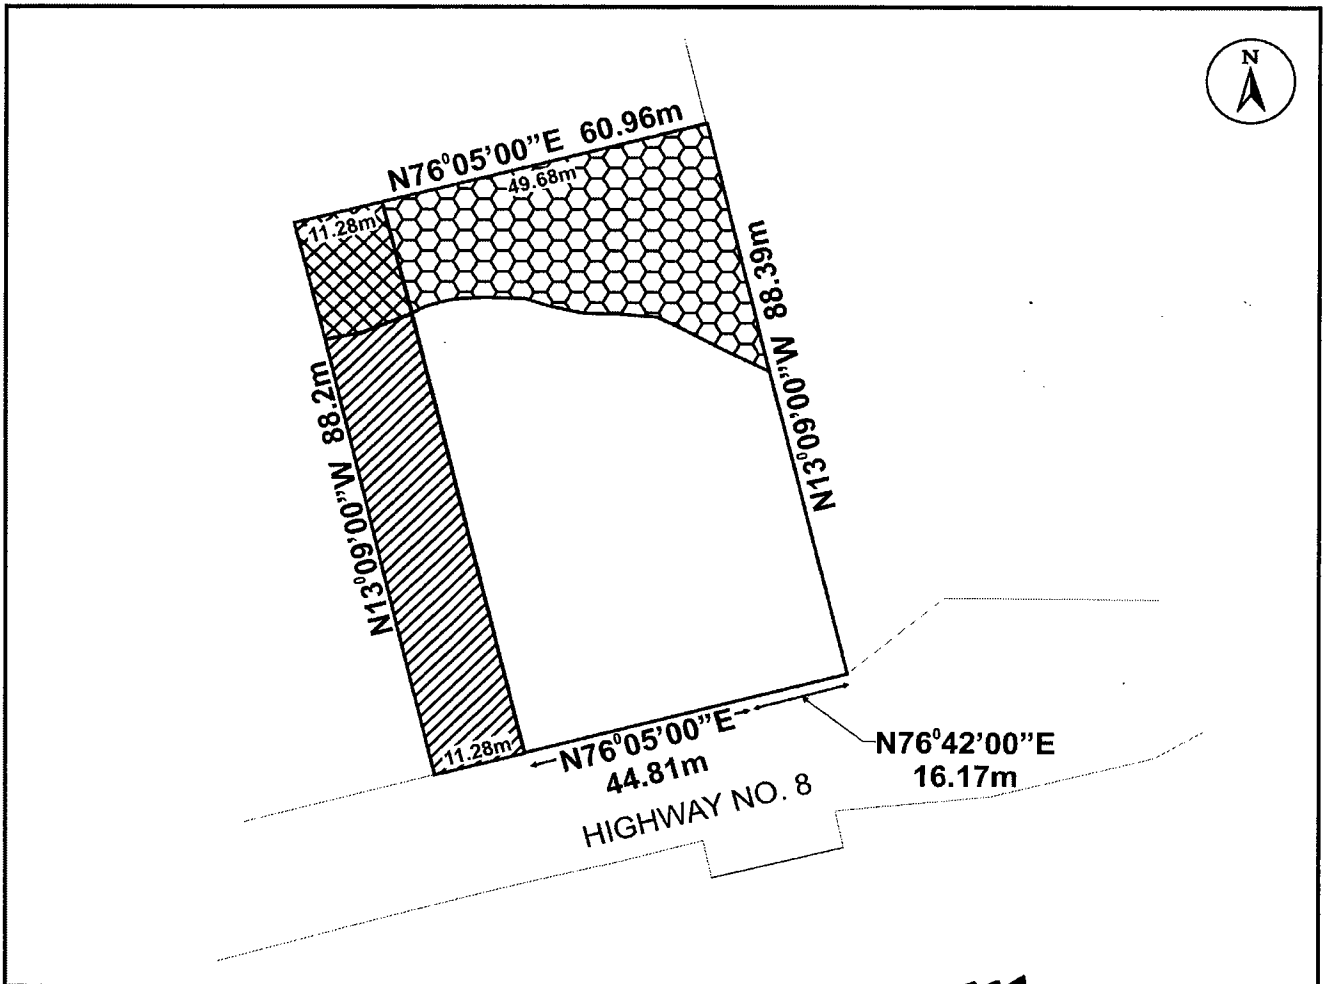 N
N76°05'00"E 60.96m
49.68m
11.28m
N13°09'00"W 88.39m
N13°09'00"W 88.2m
11.28m
N76°05'00"E
44.81m
N76°42'00"E
16.17m
HIGHWAY NO. 8